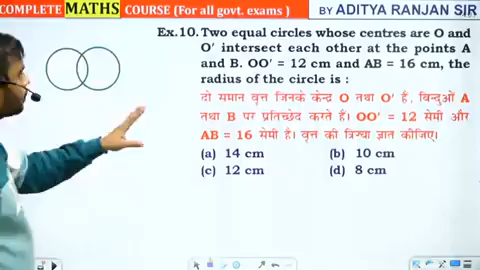 COMPLETE MATHS COURSE (For all govt. exams )
BY ADITYA RANJAN SIR
Ex.10. Two equal circles whose centres are O and
O' intersect each other at the points A
and B. OO' = 12 cm and AB = 16 cm, the
radius of the circle is :
दो समान वृत्त जिनके केन्द्र O तथा O' हैं, बिन्दुओं A
तथा B पर प्रतिच्छेद करते हैं। OO' = 12 सेमी और
AB = 16 सेमी है। वृत्त की त्रिज्या ज्ञात कीजिए।
(a) 14 cm (b) 10 cm
(c) 12 cm (d) 8 cm